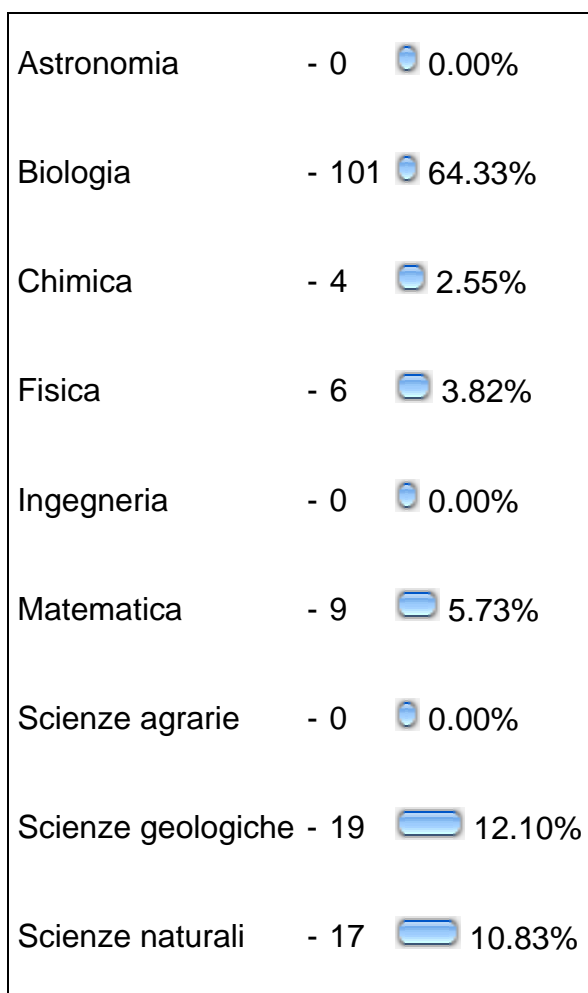 Astronomia - 0 0.00%
Biologia - 101 64.33%
Chimica - 4 2.55%
Fisica - 6 3.82%
Ingegneria - 0 0.00%
Matematica - 9 5.73%
Scienze agrarie - 0 0.00%
Scienze geologiche - 19 12.10%
Scienze naturali - 17 10.83%